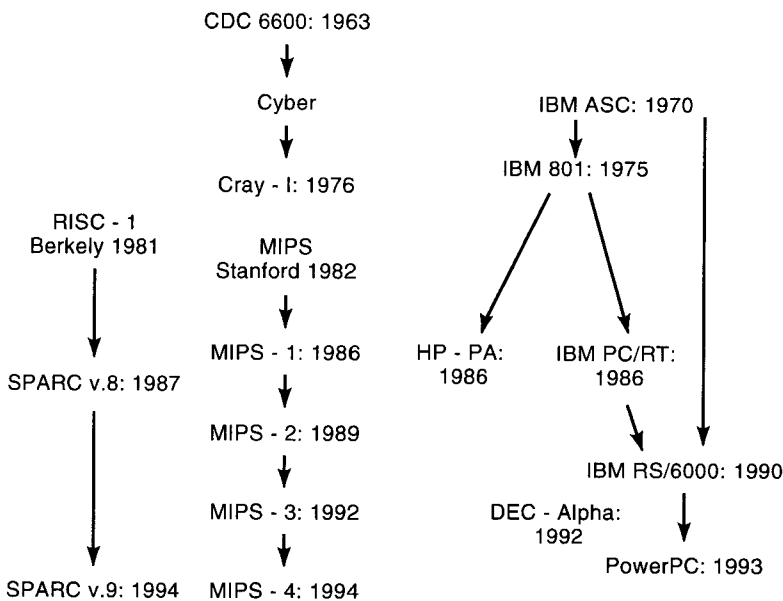 CDC 6600: 1963
Cyber
IBM ASC: 1970
IBM 801: 1975
Cray - I: 1976
RISC - 1
Berkely 1981
MIPS
Stanford 1982
MIPS - 1: 1986
HP - PA:
1986
IBM PC/RT:
1986
SPARC v.8: 1987
MIPS - 2: 1989
IBM RS/6000: 1990
MIPS - 3: 1992
DEC - Alpha:
1992
PowerPC: 1993
SPARC v.9: 1994
MIPS - 4: 1994